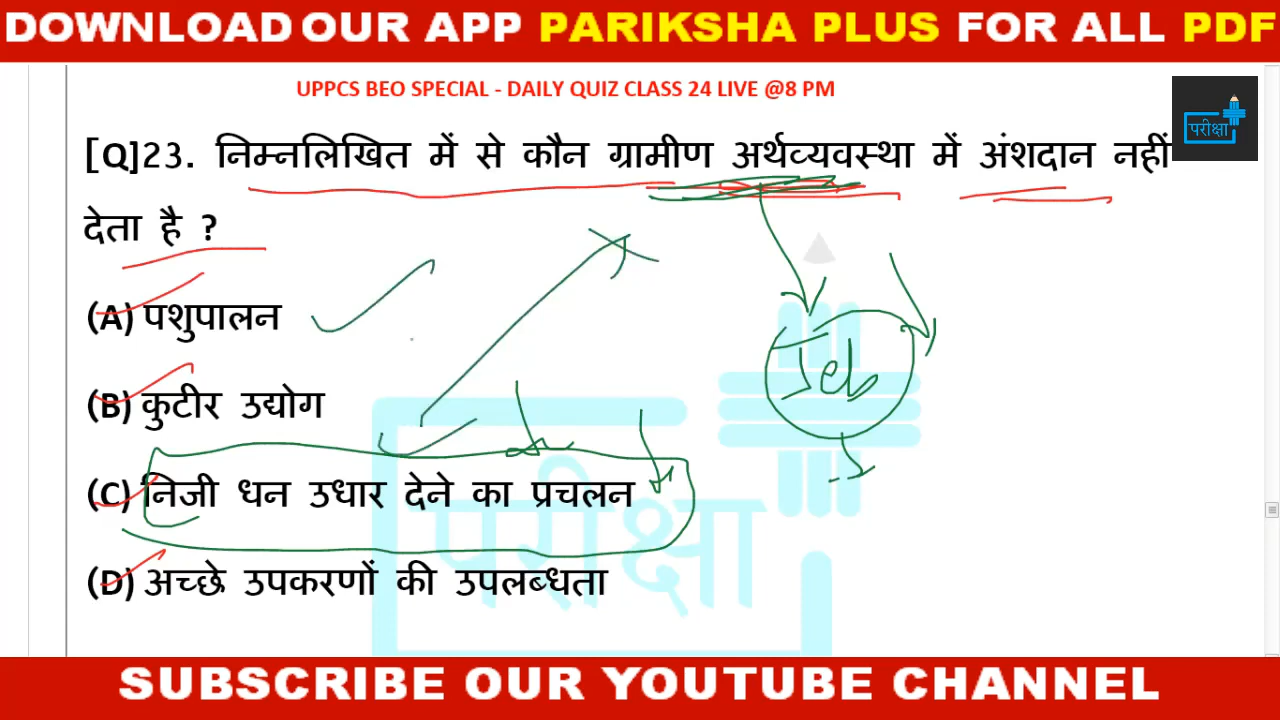 DOWNLOAD OUR APP PARIKSHA PLUS FOR ALL PDF
UPPCS BEO SPECIAL - DAILY QUIZ CLASS 24 LIVE @8 PM
परीक्षा
[Q]23. निम्नलिखित में से कौन ग्रामीण अर्थव्यवस्था में अंशदान नहीं
देता है ?
(A) पशुपालन
(B) कुटीर उद्योग
(C) निजी धन उधार देने का प्रचलन
(D) अच्छे उपकरणों की उपलब्धता
परीक्षा
SUBSCRIBE OUR YOUTUBE CHANNEL